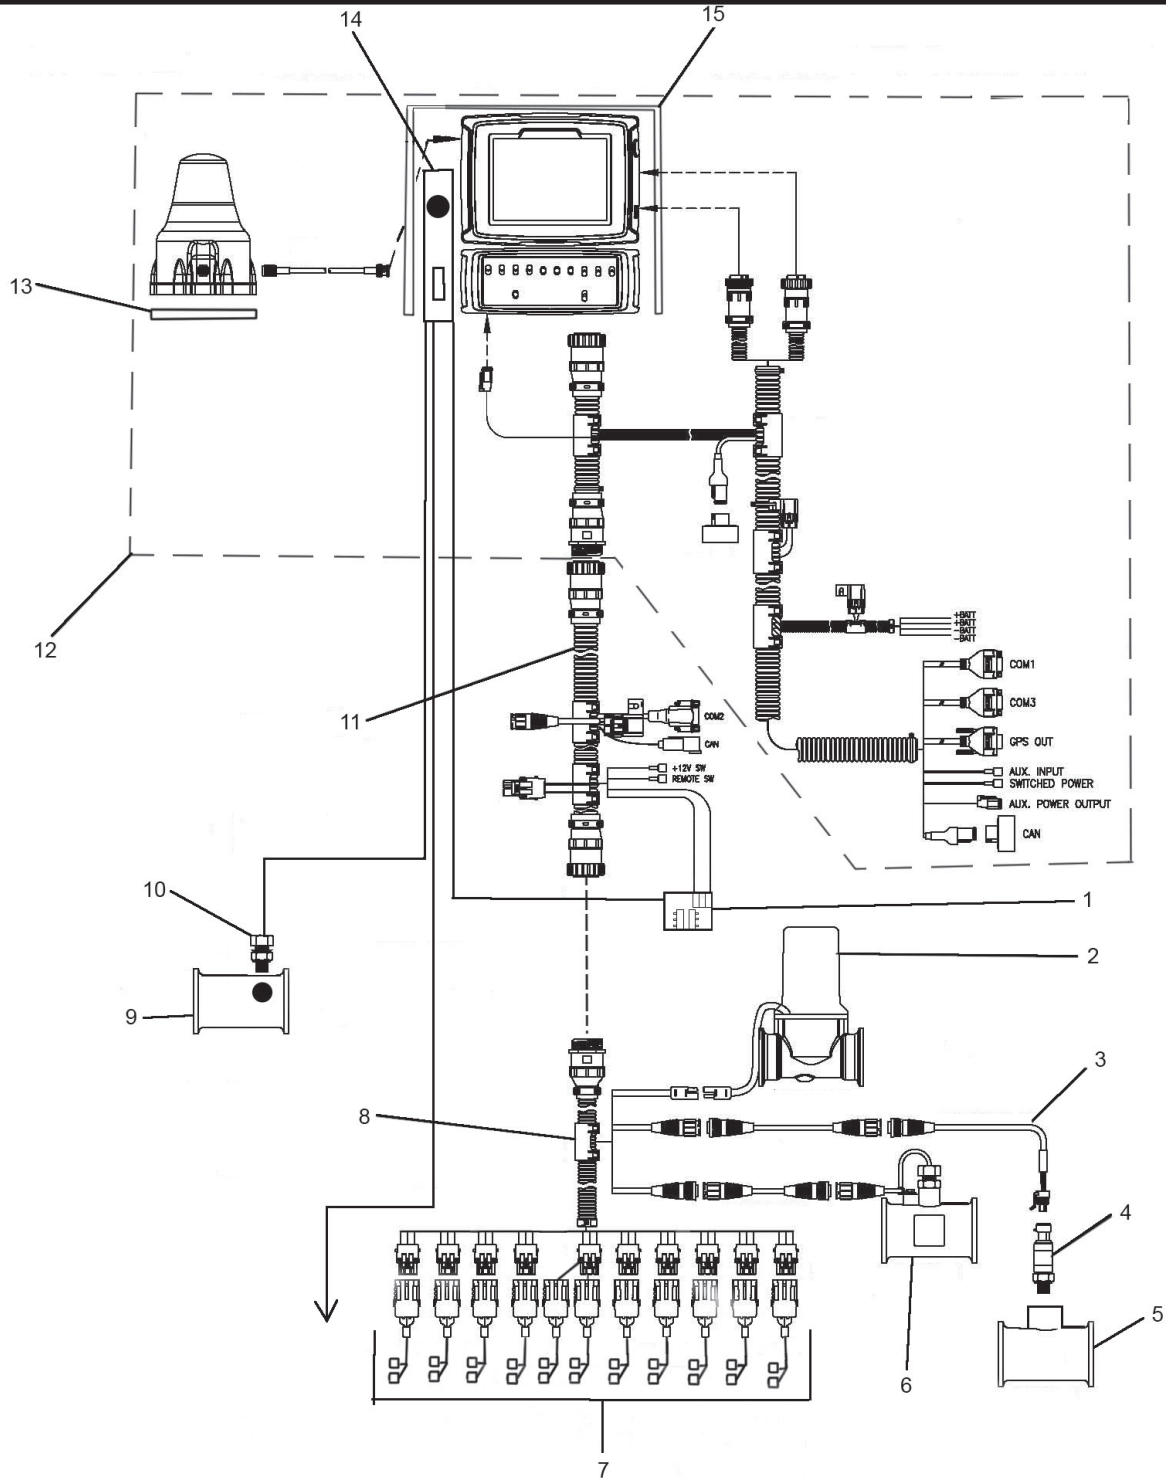 14
15
13
12
11
+BATT
+BATT
-BATT
-BATT
COM1
COM3
GPS OUT
AUX. INPUT
SWITCHED POWER
AUX. POWER OUTPUT
CAN
COM2
CAN
+12V SW
REMOTE SW
10
1
2
9
3
8
4
5
6
7